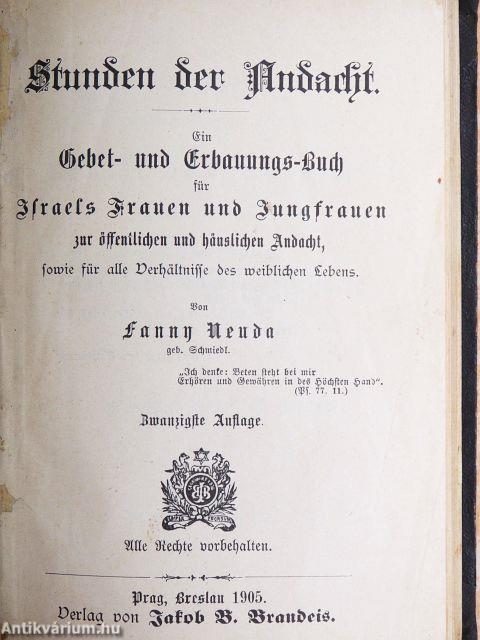 Stunden der Andacht.
Ein
Gebet- und Erbauungs-Buch
für
Israels Frauen und Jungfrauen
zur öffentlichen und häuslichen Andacht,
sowie für alle Verhältnisse des weiblichen Lebens.
Von
Fanny Neuda
geb. Schmiedl.
„Ich denke: Beten steht bei mir
Erhören und Gewähren in des Höchsten Hand“.
(Ps. 77. 11.)
Zwanzigste Auflage.
Alle Rechte vorbehalten.
Prag, Breslau 1905.
Verlag von Jakob B. Brandeis.
Antikvárium.hu